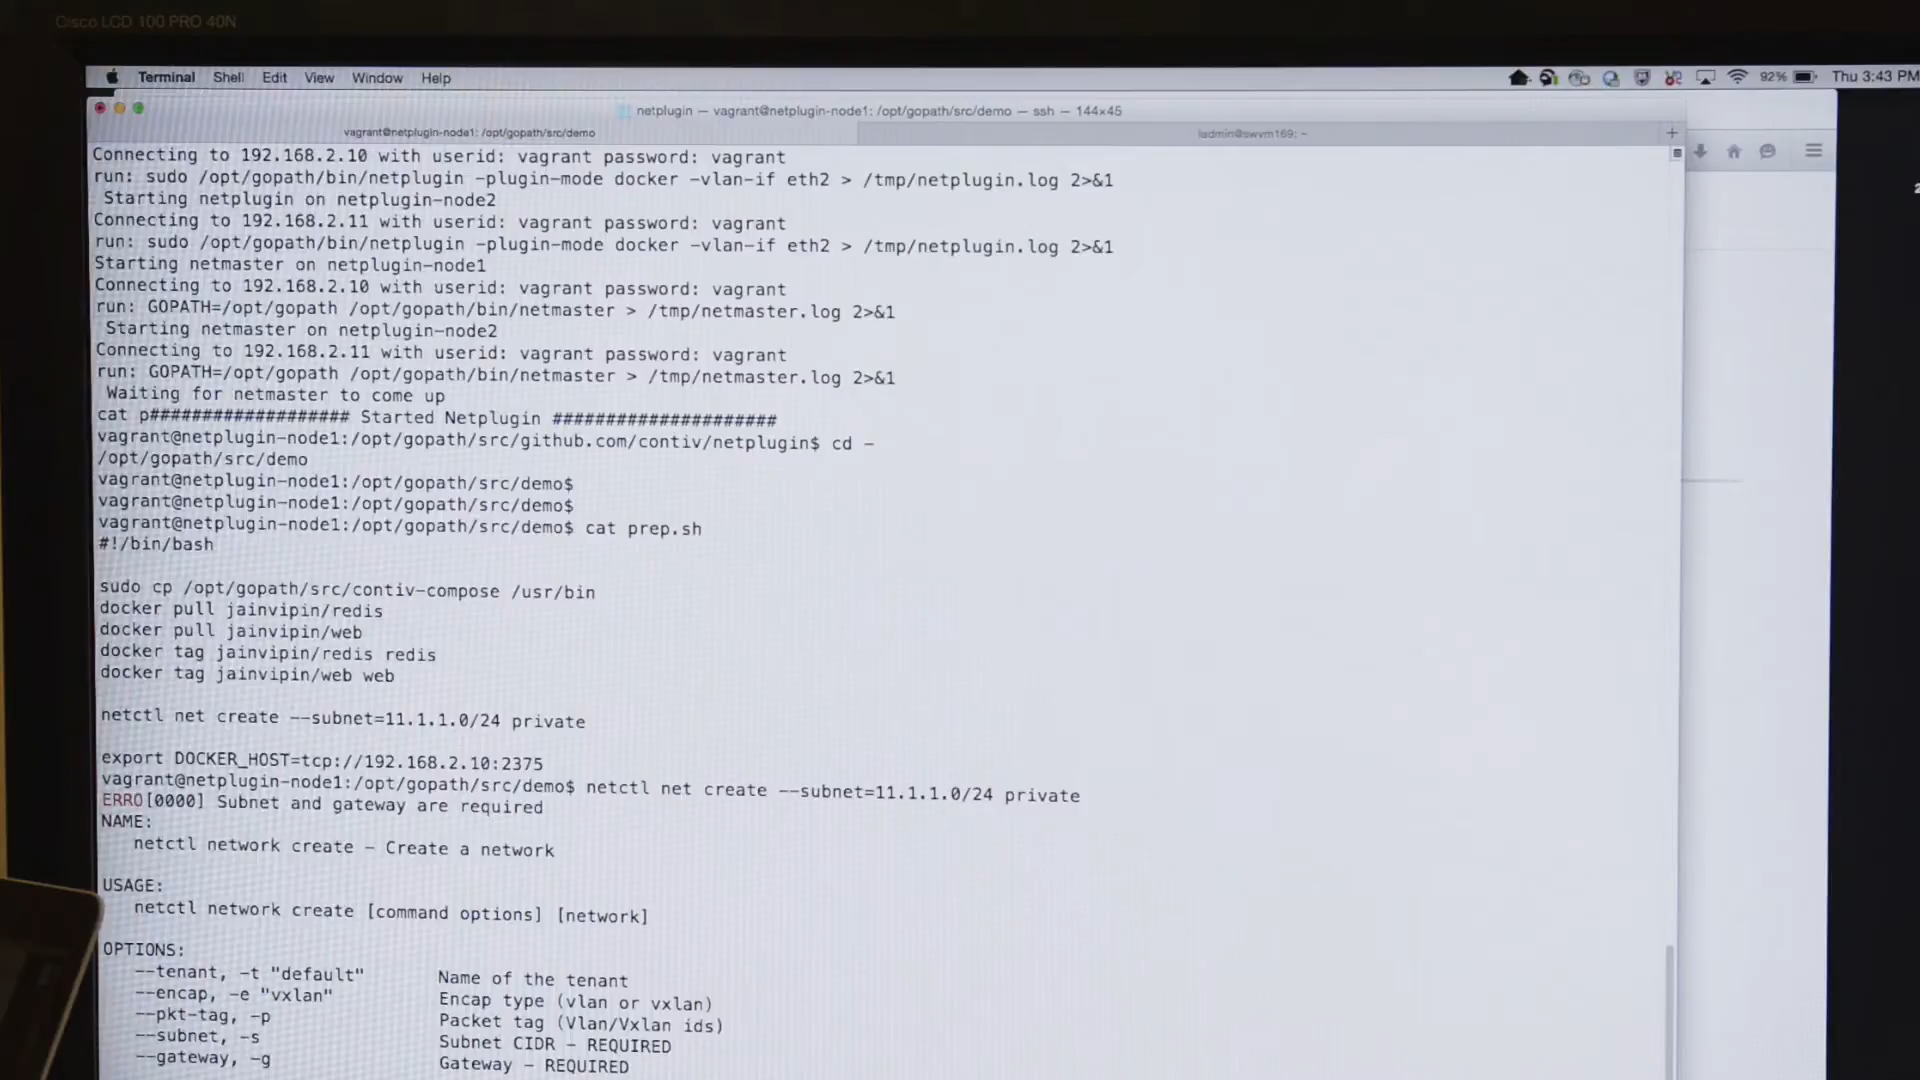 Cisco LCD 100 PRO 40N
Terminal Shell Edit View Window Help
92% Thu 3:43 PM
netplugin — vagrant@netplugin-node1: /opt/gopath/src/demo — ssh — 144×45
vagrant@netplugin-node1: /opt/gopath/src/demo
ladmin@swvm169: ~
Connecting to 192.168.2.10 with userid: vagrant password: vagrant
run: sudo /opt/gopath/bin/netplugin -plugin-mode docker -vlan-if eth2 > /tmp/netplugin.log 2>&1
Starting netplugin on netplugin-node2
Connecting to 192.168.2.11 with userid: vagrant password: vagrant
run: sudo /opt/gopath/bin/netplugin -plugin-mode docker -vlan-if eth2 > /tmp/netplugin.log 2>&1
Starting netmaster on netplugin-node1
Connecting to 192.168.2.10 with userid: vagrant password: vagrant
run: GOPATH=/opt/gopath /opt/gopath/bin/netmaster > /tmp/netmaster.log 2>&1
Starting netmaster on netplugin-node2
Connecting to 192.168.2.11 with userid: vagrant password: vagrant
run: GOPATH=/opt/gopath /opt/gopath/bin/netmaster > /tmp/netmaster.log 2>&1
Waiting for netmaster to come up
cat p################### Started Netplugin #####################
vagrant@netplugin-node1:/opt/gopath/src/github.com/contiv/netplugin$ cd -
/opt/gopath/src/demo
vagrant@netplugin-node1:/opt/gopath/src/demo$
vagrant@netplugin-node1:/opt/gopath/src/demo$
vagrant@netplugin-node1:/opt/gopath/src/demo$ cat prep.sh
#!/bin/bash
sudo cp /opt/gopath/src/contiv-compose /usr/bin
docker pull jainvipin/redis
docker pull jainvipin/web
docker tag jainvipin/redis redis
docker tag jainvipin/web web
netctl net create --subnet=11.1.1.0/24 private
export DOCKER_HOST=tcp://192.168.2.10:2375
vagrant@netplugin-node1:/opt/gopath/src/demo$ netctl net create --subnet=11.1.1.0/24 private
ERRO[0000] Subnet and gateway are required
NAME:
netctl network create - Create a network
USAGE:
netctl network create [command options] [network]
OPTIONS:
--tenant, -t "default" Name of the tenant
--encap, -e "vxlan" Encap type (vlan or vxlan)
--pkt-tag, -p Packet tag (Vlan/Vxlan ids)
--subnet, -s Subnet CIDR - REQUIRED
--gateway, -g Gateway - REQUIRED